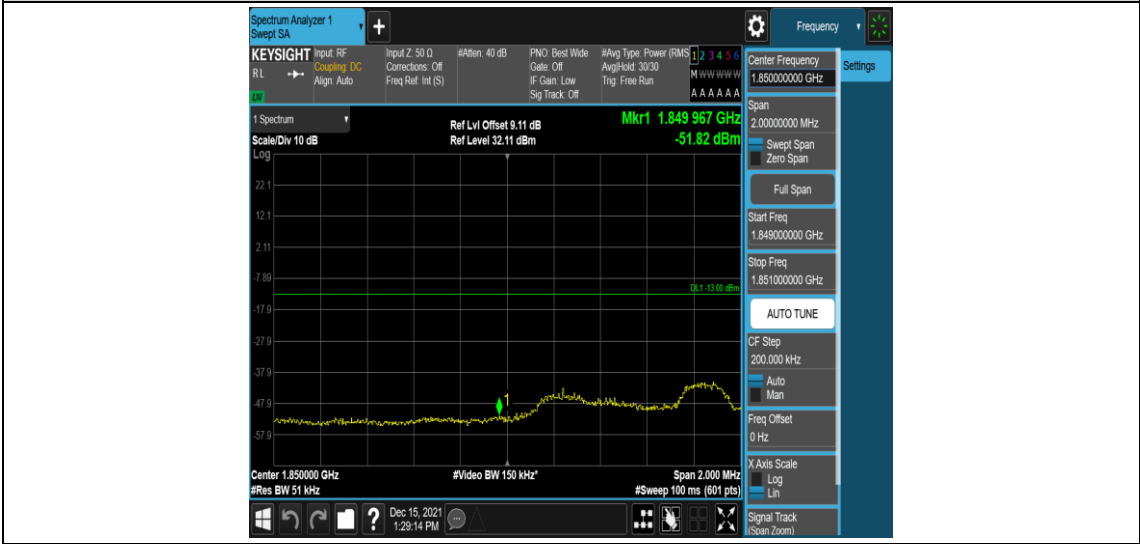 Spectrum Analyzer 1
Swept SA
+
Frequency
KEYSIGHT
RL
Input: RF
Coupling: DC
Align: Auto
Input Z: 50 Ω
Corrections: Off
Freq Ref: Int (S)
#Atten: 40 dB
PNO: Best Wide
Gate: Off
IF Gain: Low
Sig Track: Off
#Avg Type: Power (RMS
Avg|Hold: 30/30
Trig: Free Run
1 2 3 4 5 6
M W W W W W
A A A A A A
1 Spectrum
Scale/Div 10 dB
Ref Lvl Offset 9.11 dB
Ref Level 32.11 dBm
Mkr1 1.849 967 GHz
-51.82 dBm
Log
22.1
12.1
2.11
-7.89
DL1 -13.00 dBm
-17.9
-27.9
-37.9
-47.9
1
-57.9
Center 1.850000 GHz
#Video BW 150 kHz*
Span 2.000 MHz
#Res BW 51 kHz
#Sweep 100 ms (601 pts)
Center Frequency
1.850000000 GHz
Settings
Span
2.00000000 MHz
Swept Span
Zero Span
Full Span
Start Freq
1.849000000 GHz
Stop Freq
1.851000000 GHz
AUTO TUNE
CF Step
200.000 kHz
Auto
Man
Freq Offset
0 Hz
X Axis Scale
Log
Lin
Signal Track
(Span Zoom)
?
Dec 15, 2021
1:29:14 PM